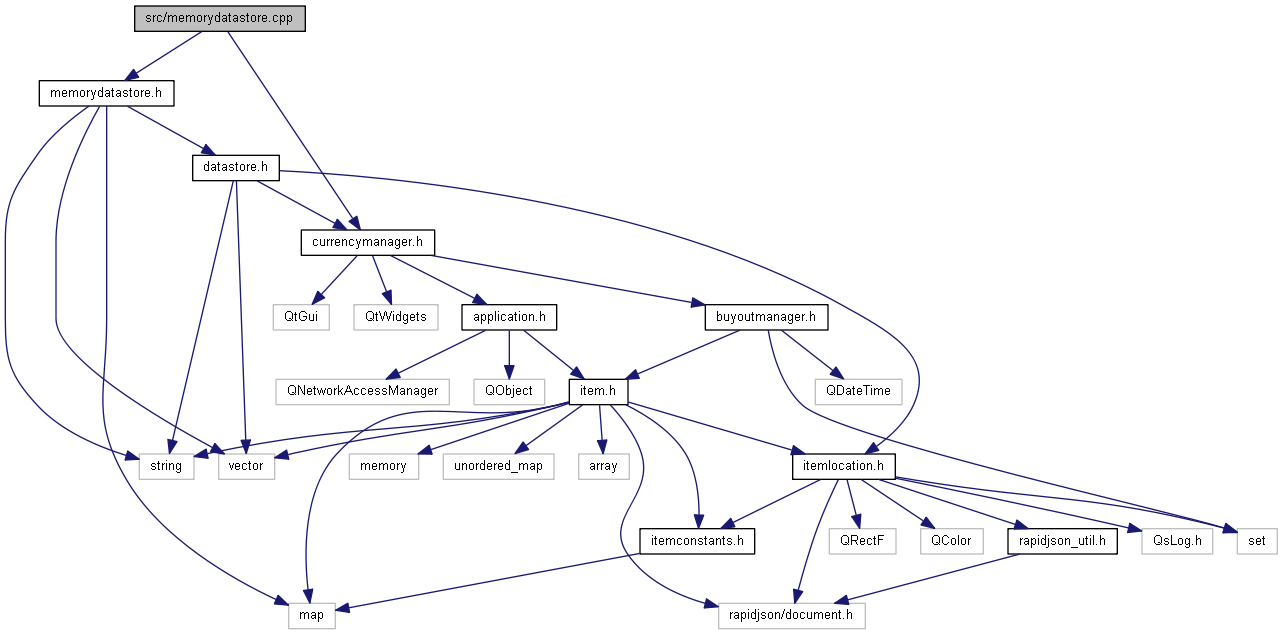 src/memorydatastore.cpp
memorydatastore.h
datastore.h
currencymanager.h
QtGui
QtWidgets
application.h
buyoutmanager.h
QNetworkAccessManager
QObject
item.h
QDateTime
string
vector
memory
unordered_map
array
itemlocation.h
itemconstants.h
QRectF
QColor
rapidjson_util.h
QsLog.h
set
map
rapidjson/document.h